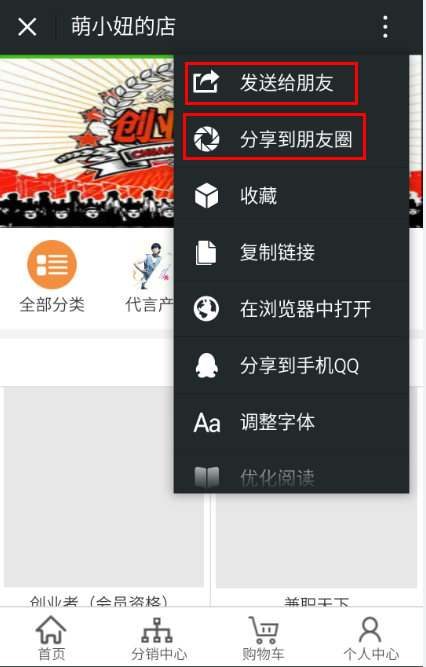 萌小妞的店
发送给朋友
分享到朋友圈
收藏
复制链接
在浏览器中打开
分享到手机QQ
Aa 调整字体
优化阅读
创业
全部分类
代言产
创业者（会员资格）
兼职天下
首页
分销中心
购物车
个人中心